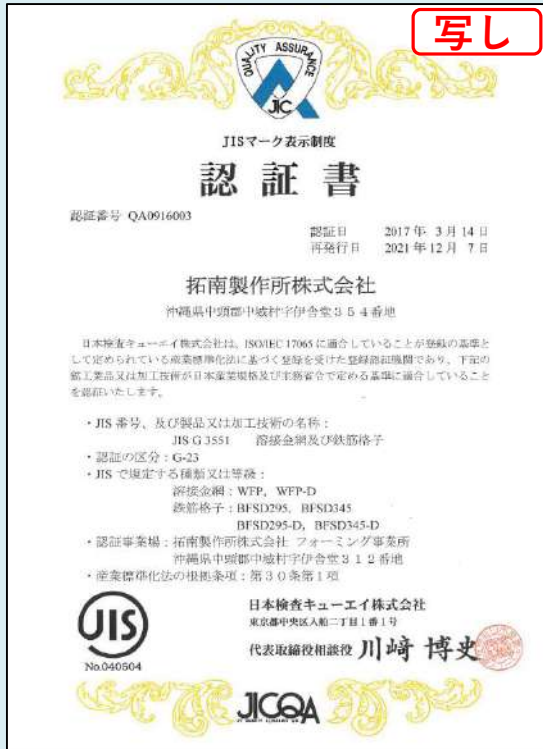 写し
QUALITY ASSURANCE
JIC
JISマーク表示制度
認証書
認証番号 QA0916003
認証日 2017年 3月14日
再発行日 2021年12月 7日
拓南製作所株式会社
沖縄県中頭郡中城村字伊舎堂354番地
日本検査キューエイ株式会社は、ISO/IEC 17065に適合していることが登録の基準と
して定められている産業標準化法に基づく登録を受けた登録認証機関であり、下記の
鉱工業品又は加工技術が日本産業規格及び主務省令で定める基準に適合していること
を認証いたします。
・JIS 番号、及び製品又は加工技術の名称:
JIS G 3551 溶接金網及び鉄筋格子
・認証の区分:G-23
・JIS で規定する種類又は等級:
溶接金網:WFP, WFP-D
鉄筋格子:BFSD295, BFSD345
BFSD295-D, BFSD345-D
・認証事業場:拓南製作所株式会社 フォーミング事業所
沖縄県中頭郡中城村字伊舎堂312番地
・産業標準化法の根拠条項:第30条第1項
日本検査キューエイ株式会社
東京都中央区入船二丁目1番1号
代表取締役相談役 川﨑 博史
JIS
No.040504
JICQA